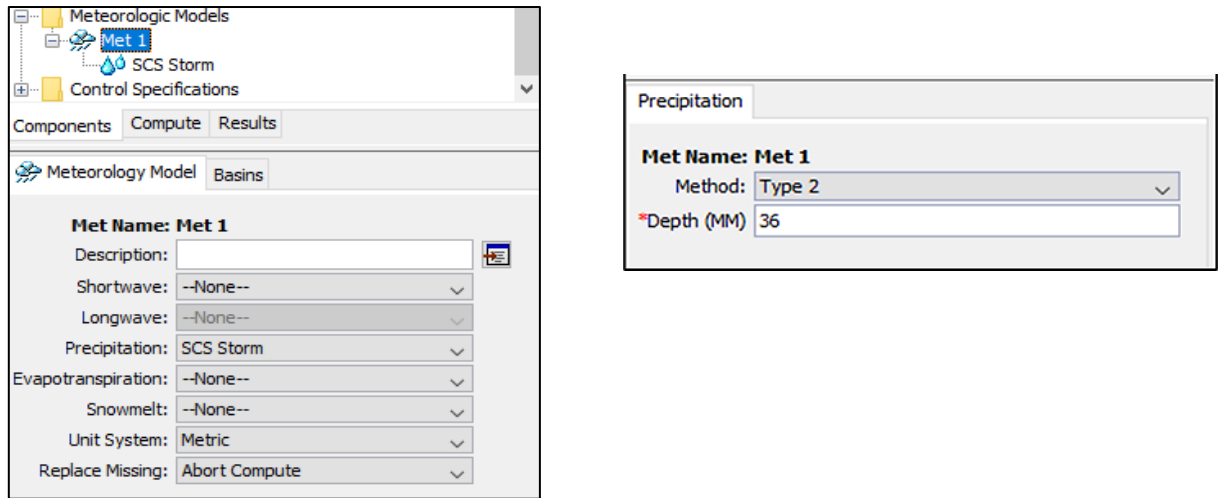 Meteorologic Models
Met 1
SCS Storm
Control Specifications
Components Compute Results
Meteorology Model Basins
Met Name: Met 1
Description:
Shortwave: --None--
Longwave: --None--
Precipitation: SCS Storm
Evapotranspiration: --None--
Snowmelt: --None--
Unit System: Metric
Replace Missing: Abort Compute
Precipitation
Met Name: Met 1
Method: Type 2
*Depth (MM) 36